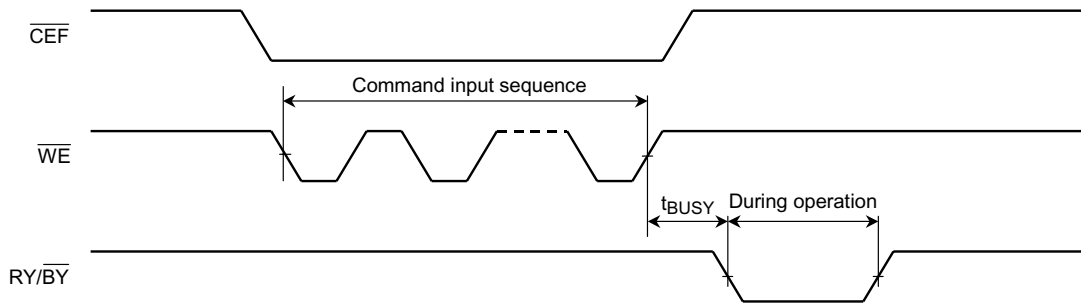 CEF
Command input sequence
WE
tBUSY
During operation
RY/BY